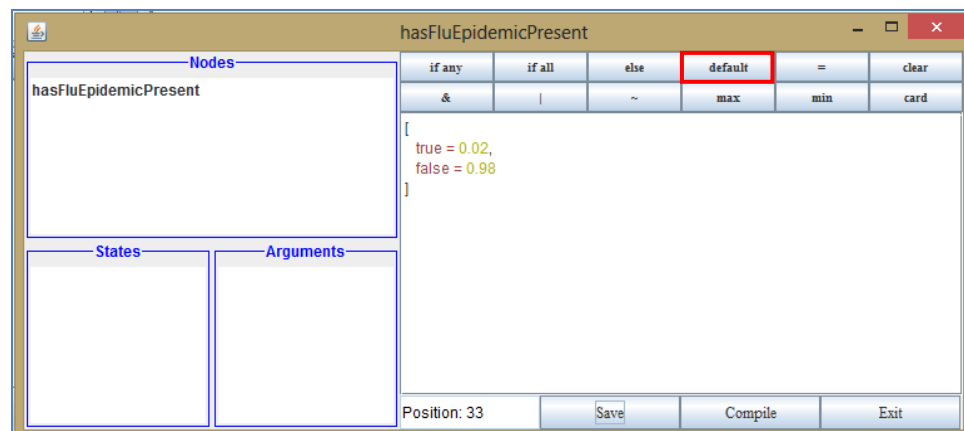 hasFluEpidemicPresent
Nodes
hasFluEpidemicPresent
States
Arguments
if any if all else default = clear
& | ~ max min card
[
true = 0.02,
false = 0.98
]
Position: 33 Save Compile Exit